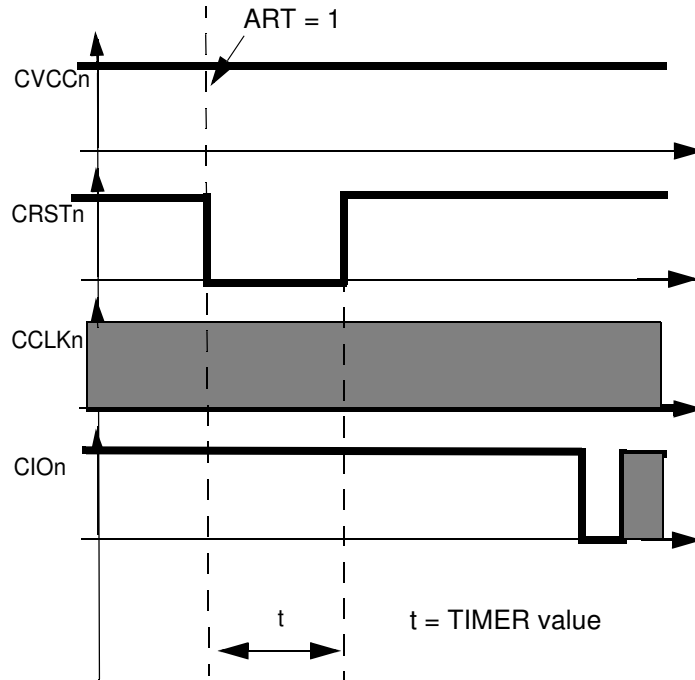 ART = 1
CVCCn
CRSTn
CCLKn
CIOn
t
t = TIMER value